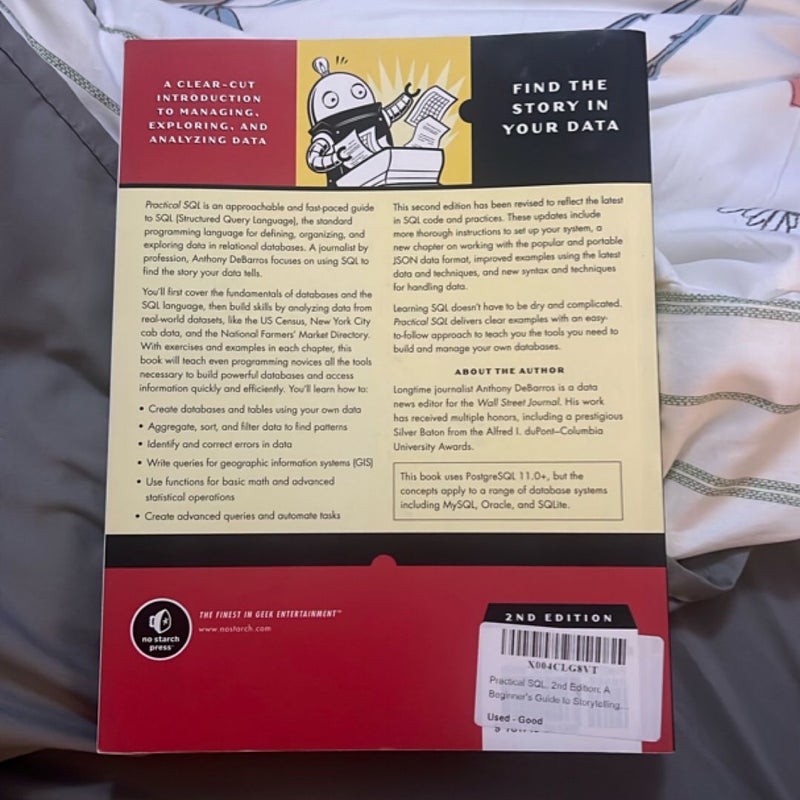 A CLEAR-CUT
INTRODUCTION
TO MANAGING,
EXPLORING, AND
ANALYZING DATA
FIND THE
STORY IN
YOUR DATA
Practical SQL is an approachable and fast-paced guide
to SQL (Structured Query Language), the standard
programming language for defining, organizing, and
exploring data in relational databases. A journalist by
profession, Anthony DeBarros focuses on using SQL to
find the story your data tells.
You'll first cover the fundamentals of databases and the
SQL language, then build skills by analyzing data from
real-world datasets, like the US Census, New York City
cab data, and the National Farmers' Market Directory.
With exercises and examples in each chapter, this
book will teach even programming novices all the tools
necessary to build powerful databases and access
information quickly and efficiently. You'll learn how to:
• Create databases and tables using your own data
• Aggregate, sort, and filter data to find patterns
• Identify and correct errors in data
• Write queries for geographic information systems (GIS)
• Use functions for basic math and advanced
statistical operations
• Create advanced queries and automate tasks
This second edition has been revised to reflect the latest
in SQL code and practices. These updates include
more thorough instructions to set up your system, a
new chapter on working with the popular and portable
JSON data format, improved examples using the latest
data and techniques, and new syntax and techniques
for handling data.
Learning SQL doesn't have to be dry and complicated.
Practical SQL delivers clear examples with an easy-
to-follow approach to teach you the tools you need to
build and manage your own databases.
ABOUT THE AUTHOR
Longtime journalist Anthony DeBarros is a data
news editor for the Wall Street Journal. His work
has received multiple honors, including a prestigious
Silver Baton from the Alfred I. duPont–Columbia
University Awards.
This book uses PostgreSQL 11.0+, but the
concepts apply to a range of database systems
including MySQL, Oracle, and SQLite.
no starch
press
THE FINEST IN GEEK ENTERTAINMENT™
www.nostarch.com
2ND EDITION
X004CLG8VT
Practical SQL, 2nd Edition: A
Beginner's Guide to Storytelling...
Used - Good